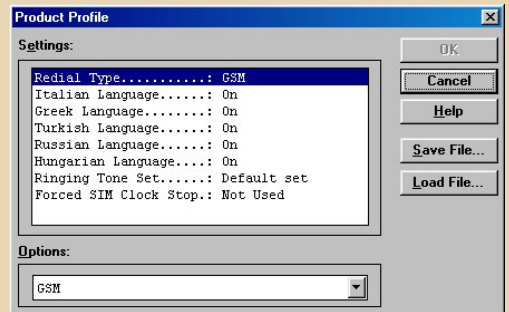 Product Profile
Settings:
Redial Type...........: GSM
Italian Language......: On
Greek Language........: On
Turkish Language......: On
Russian Language......: On
Hungarian Language....: On
Ringing Tone Set......: Default set
Forced SIM Clock Stop.: Not Used
OK
Cancel
Help
Save File...
Load File...
Options:
GSM